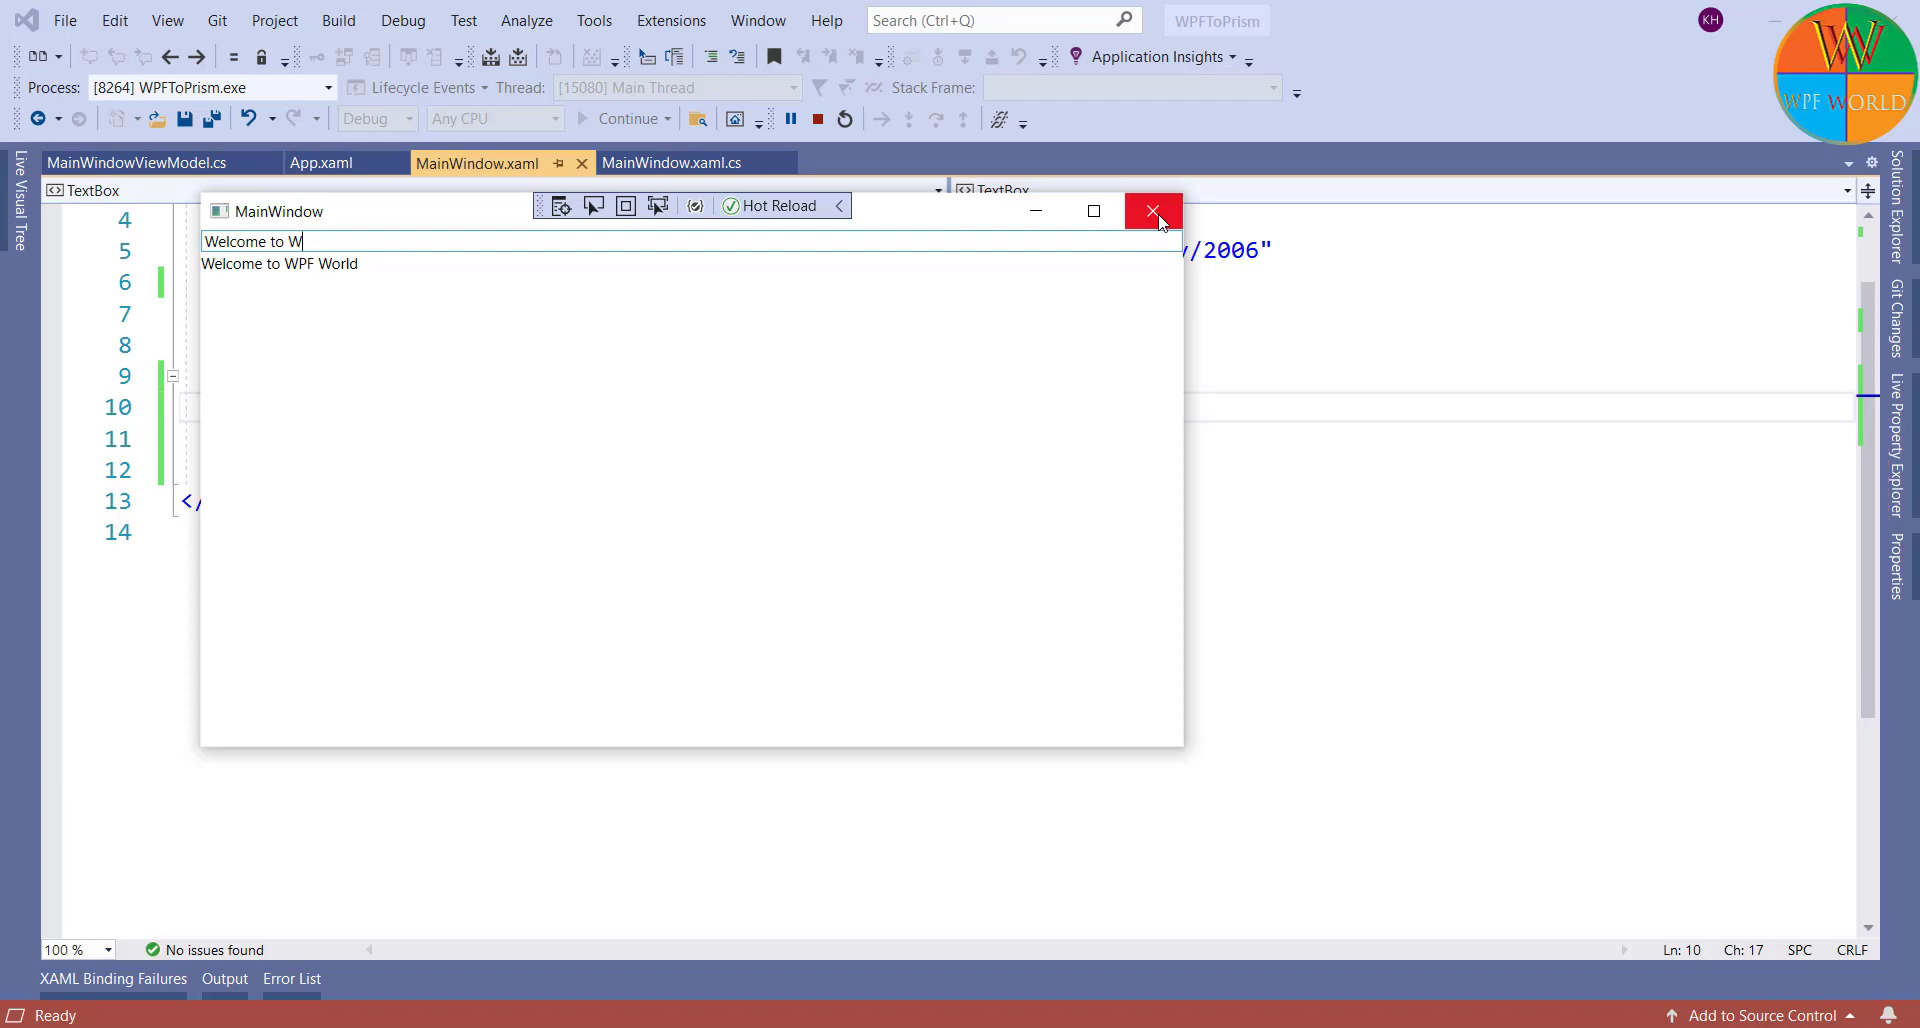 File Edit View Git Project Build Debug Test Analyze Tools Extensions Window Help Search (Ctrl+Q) WPFToPrism KH
Application Insights
Process: [8264] WPFToPrism.exe Lifecycle Events Thread: [15080] Main Thread Stack Frame:
Debug Any CPU Continue
W
WPF WORLD
Live Visual Tree
MainWindowViewModel.cs App.xaml MainWindow.xaml MainWindow.xaml.cs
TextBox TextBox
MainWindow Hot Reload
Welcome to W
Welcome to WPF World
4
5 /2006"
6
7
8
9
10
11
12
13 </
14
Solution Explorer
Git Changes
Live Property Explorer
Properties
100 % No issues found Ln: 10 Ch: 17 SPC CRLF
XAML Binding Failures Output Error List
Ready Add to Source Control